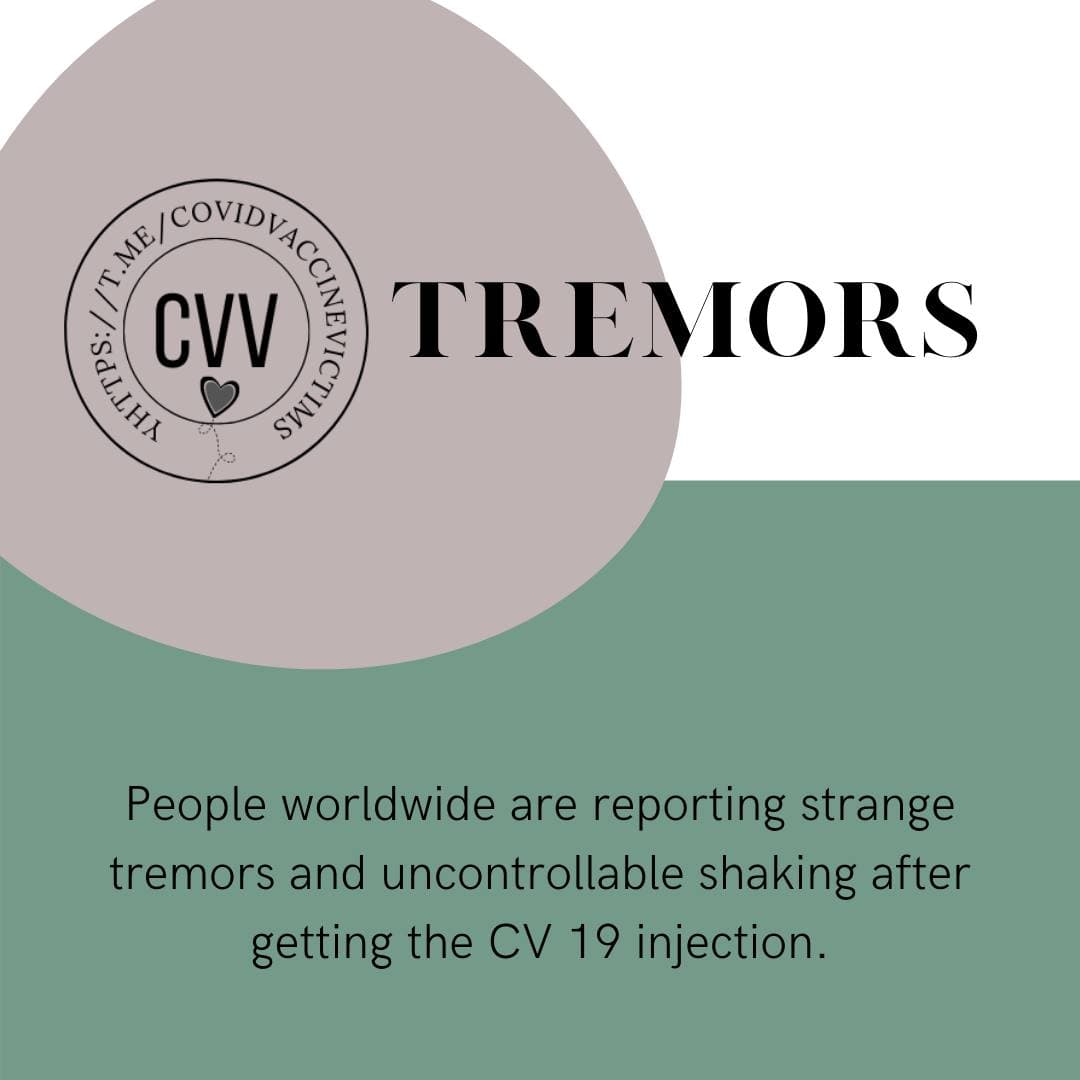 YHTTPS://T.ME/COVIDVACCINEVICTIMS
CVV
TREMORS
People worldwide are reporting strange
tremors and uncontrollable shaking after
getting the CV 19 injection.